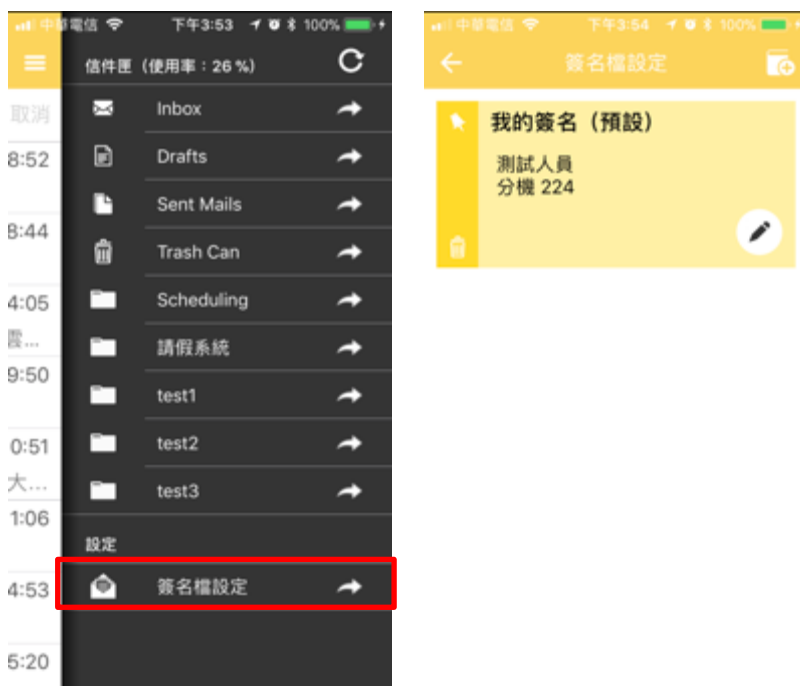 中華電信 下午3:53 100%
信件匣（使用率：26 %）
取消
Inbox
8:52
Drafts
Sent Mails
8:44
Trash Can
4:05
Scheduling
雲...
請假系統
9:50
test1
0:51
test2
大...
test3
1:06
設定
4:53
簽名檔設定
5:20
中華電信 下午3:54 100%
簽名檔設定
我的簽名（預設）
測試人員
分機 224